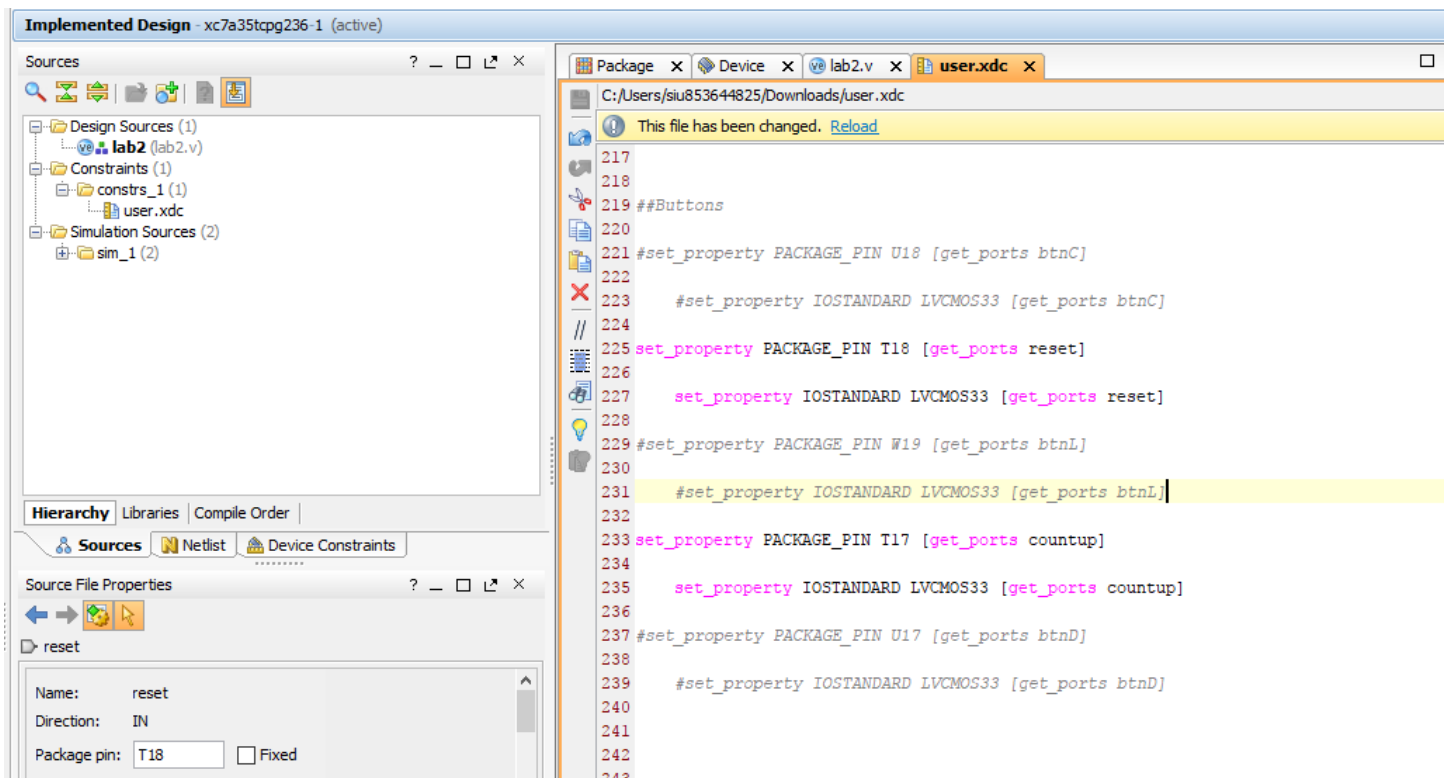 Implemented Design - xc7a35tcpg236-1 (active)
Sources
Design Sources (1)
lab2 (lab2.v)
Constraints (1)
constrs_1 (1)
user.xdc
Simulation Sources (2)
sim_1 (2)
Hierarchy Libraries Compile Order
Sources Netlist Device Constraints
Source File Properties
reset
Name: reset
Direction: IN
Package pin: T18 Fixed
Package Device lab2.v user.xdc
C:/Users/siu853644825/Downloads/user.xdc
This file has been changed. Reload
217
218
219 ##Buttons
220
221 #set_property PACKAGE_PIN U18 [get_ports btnC]
222
223 #set_property IOSTANDARD LVCMOS33 [get_ports btnC]
224
225 set_property PACKAGE_PIN T18 [get_ports reset]
226
227 set_property IOSTANDARD LVCMOS33 [get_ports reset]
228
229 #set_property PACKAGE_PIN W19 [get_ports btnL]
230
231 #set_property IOSTANDARD LVCMOS33 [get_ports btnL]
232
233 set_property PACKAGE_PIN T17 [get_ports countup]
234
235 set_property IOSTANDARD LVCMOS33 [get_ports countup]
236
237 #set_property PACKAGE_PIN U17 [get_ports btnD]
238
239 #set_property IOSTANDARD LVCMOS33 [get_ports btnD]
240
241
242
243